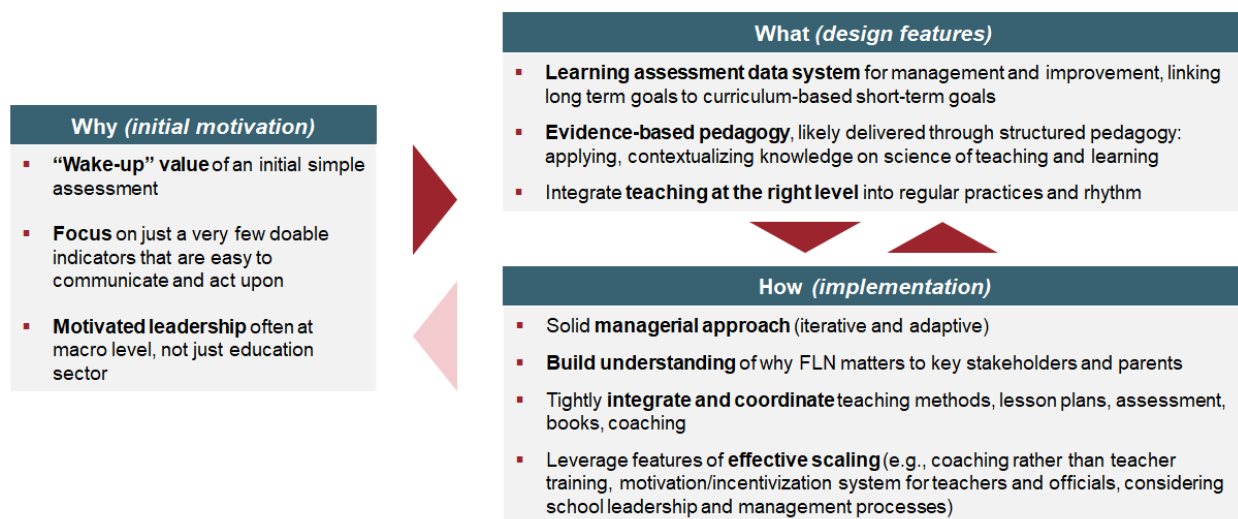 Why (initial motivation)
▪ “Wake-up” value of an initial simple
assessment
▪ Focus on just a very few doable
indicators that are easy to
communicate and act upon
▪ Motivated leadership often at
macro level, not just education
sector
What (design features)
▪ Learning assessment data system for management and improvement, linking
long term goals to curriculum-based short-term goals
▪ Evidence-based pedagogy, likely delivered through structured pedagogy:
applying, contextualizing knowledge on science of teaching and learning
▪ Integrate teaching at the right level into regular practices and rhythm
How (implementation)
▪ Solid managerial approach (iterative and adaptive)
▪ Build understanding of why FLN matters to key stakeholders and parents
▪ Tightly integrate and coordinate teaching methods, lesson plans, assessment,
books, coaching
▪ Leverage features of effective scaling (e.g., coaching rather than teacher
training, motivation/incentivization system for teachers and officials, considering
school leadership and management processes)